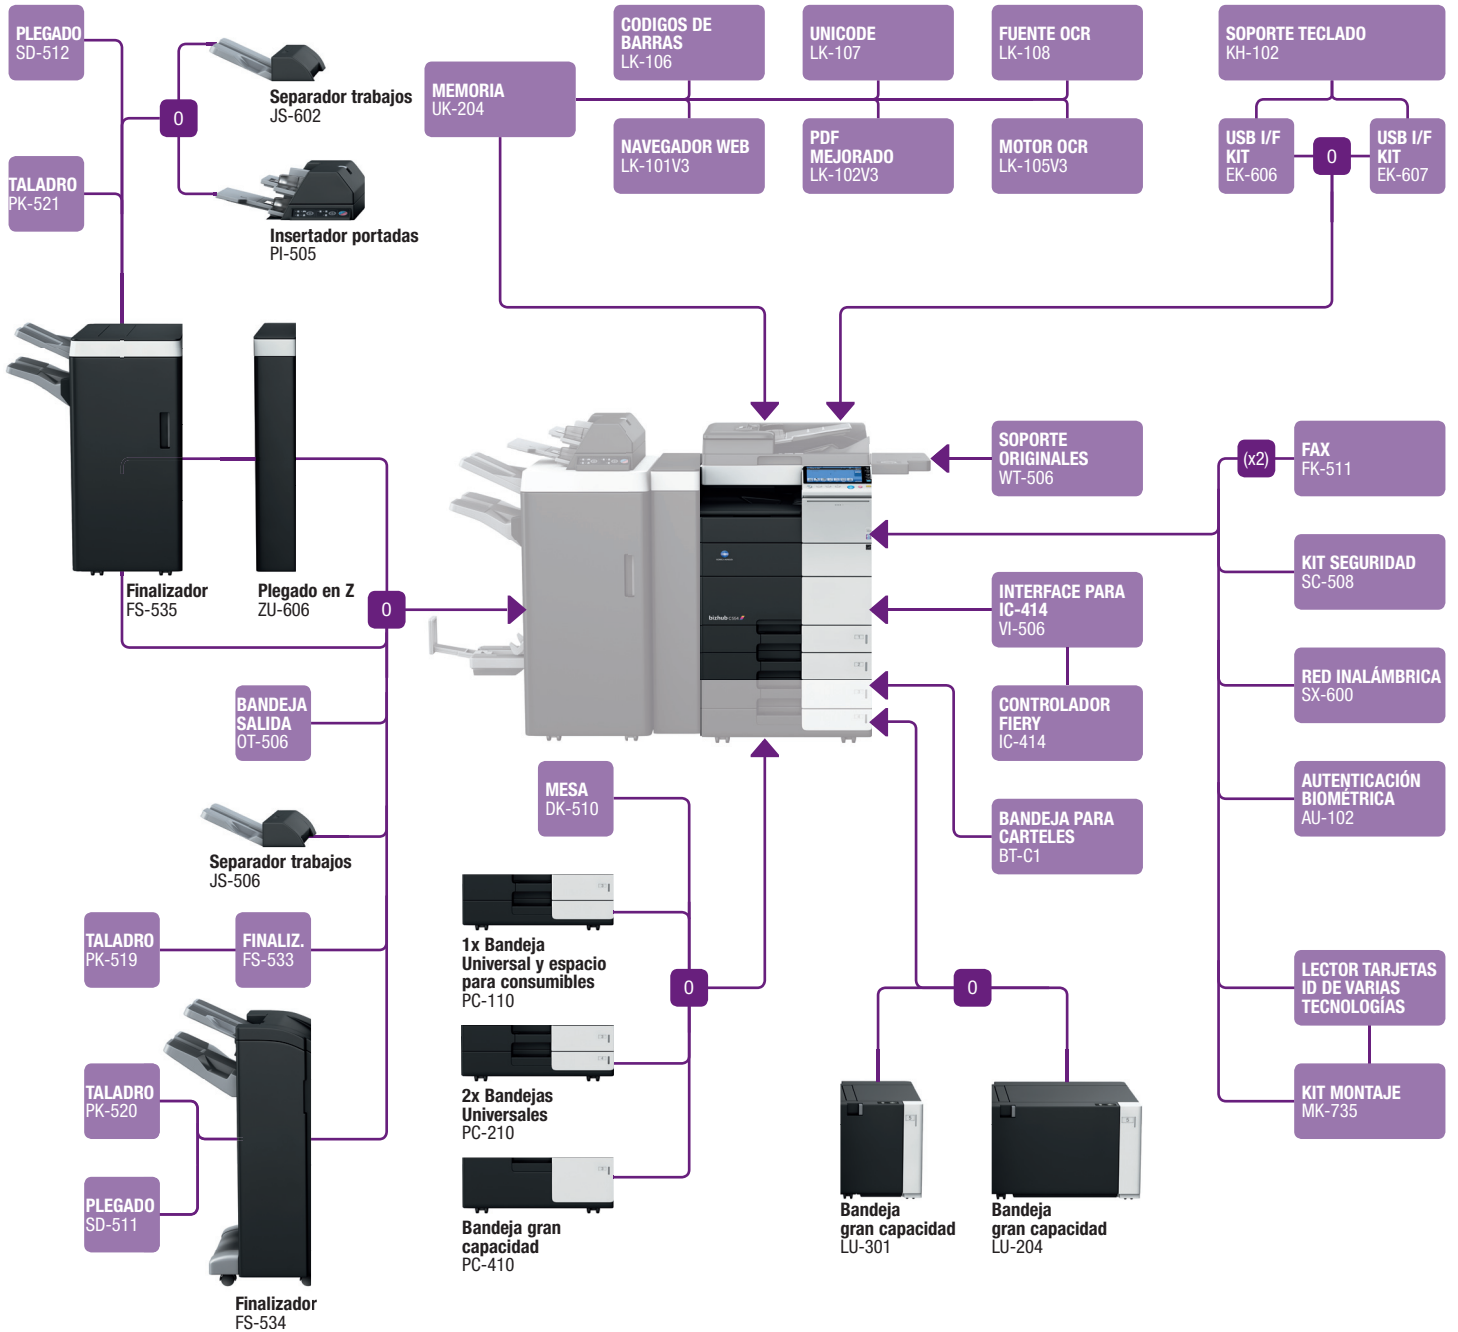 PLEGADO
SD-512
Separador trabajos
JS-602
0
TALADRO
PK-521
Insertador portadas
PI-505
MEMORIA
UK-204
CODIGOS DE
BARRAS
LK-106
UNICODE
LK-107
FUENTE OCR
LK-108
NAVEGADOR WEB
LK-101V3
PDF
MEJORADO
LK-102V3
MOTOR OCR
LK-105V3
SOPORTE TECLADO
KH-102
USB I/F
KIT
EK-606
0
USB I/F
KIT
EK-607
Finalizador
FS-535
Plegado en Z
ZU-606
0
bizhub
SOPORTE
ORIGINALES
WT-506
(x2)
FAX
FK-511
KIT SEGURIDAD
SC-508
INTERFACE PARA
IC-414
VI-506
RED INALÁMBRICA
SX-600
CONTROLADOR
FIERY
IC-414
AUTENTICACIÓN
BIOMÉTRICA
AU-102
BANDEJA PARA
CARTELES
BT-C1
BANDEJA
SALIDA
OT-506
Separador trabajos
JS-506
TALADRO
PK-519
FINALIZ.
FS-533
TALADRO
PK-520
PLEGADO
SD-511
Finalizador
FS-534
MESA
DK-510
1x Bandeja
Universal y espacio
para consumibles
PC-110
0
2x Bandejas
Universales
PC-210
Bandeja gran
capacidad
PC-410
0
Bandeja
gran capacidad
LU-301
Bandeja
gran capacidad
LU-204
LECTOR TARJETAS
ID DE VARIAS
TECNOLOGÍAS
KIT MONTAJE
MK-735